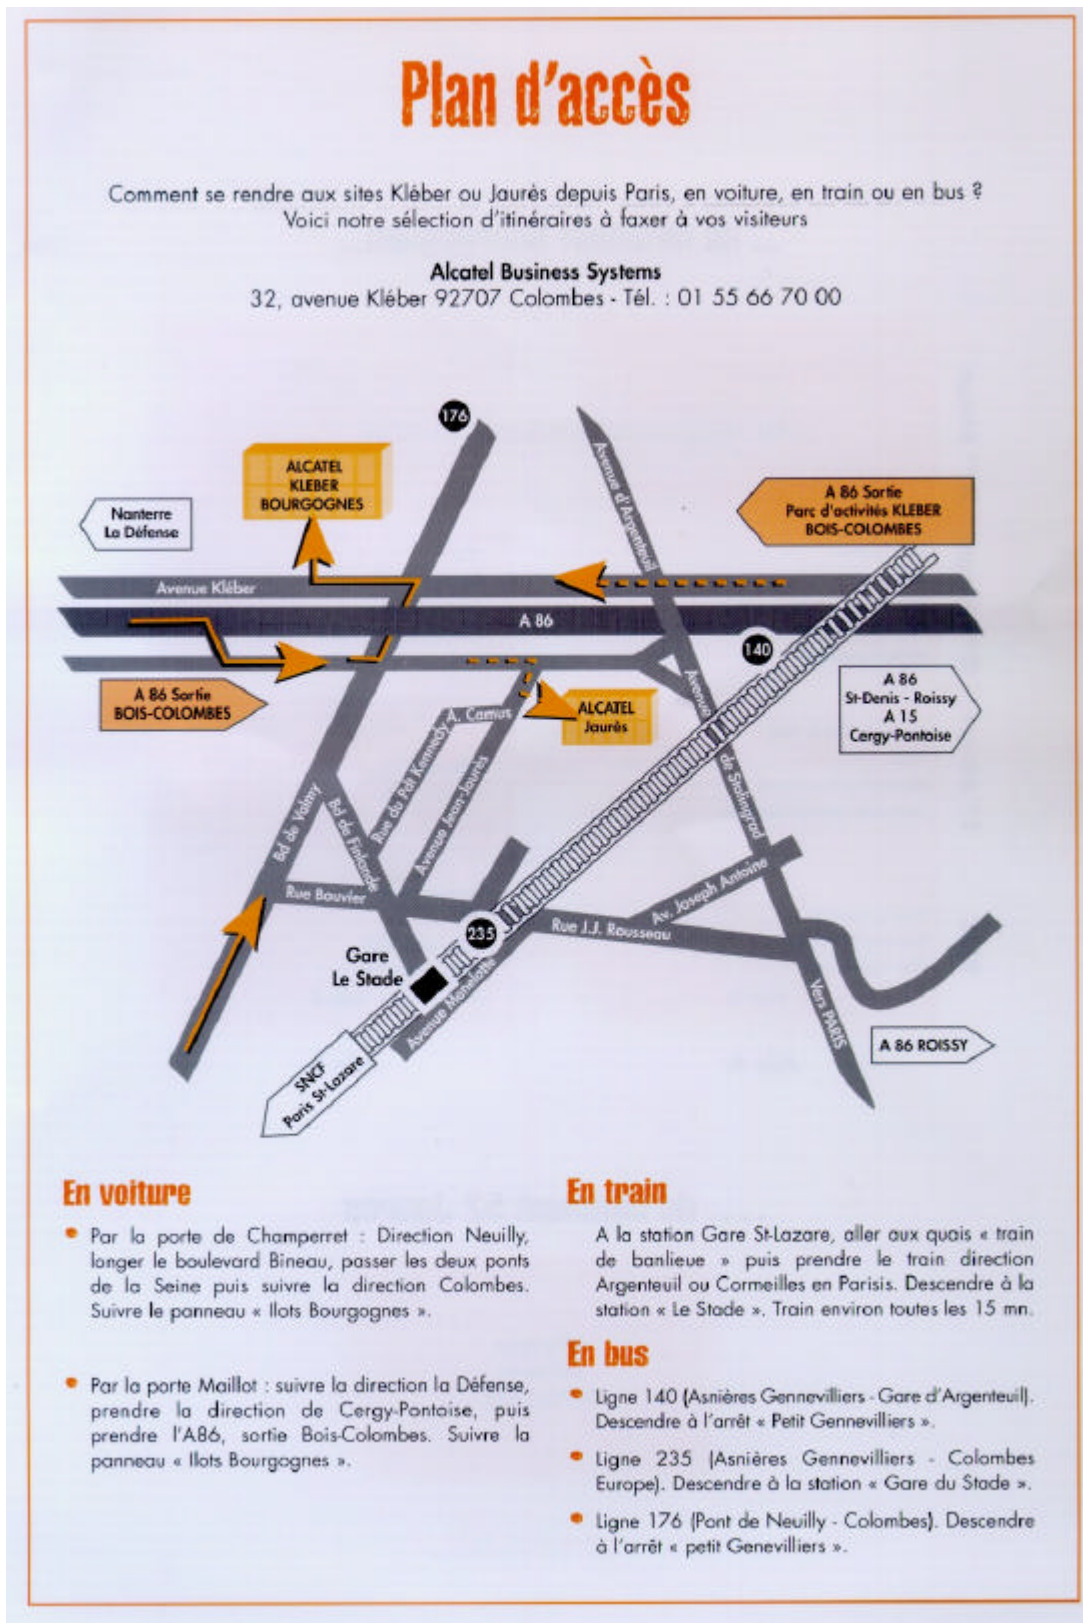 Plan d'accès
Comment se rendre aux sites Kléber ou Jaurès depuis Paris, en voiture, en train ou en bus ?
Voici notre sélection d'itinéraires à faxer à vos visiteurs
Alcatel Business Systems
32, avenue Kléber 92707 Colombes - Tél. : 01 55 66 70 00
176
ALCATEL
KLEBER
BOURGOGNES
Avenue d'Argenteuil
A 86 Sortie
Parc d'activités KLEBER
BOIS-COLOMBES
Nanterre
La Défense
Avenue Kléber
A 86
140
A 86 Sortie
BOIS-COLOMBES
ALCATEL
Jaurès
A 86
St-Denis - Roissy
A 15
Cergy-Pontoise
A. Camus
Rue du Pdt Kennedy
Avenue Jean-Jaurès
Avenue de Stalingrad
Bd de Valmy
Bd de Finlande
Rue Bouvier
Av. Joseph Antoine
Rue J.J. Rousseau
235
Gare
Le Stade
Avenue Menelotte
Vers PARIS
A 86 ROISSY
SNCF
Paris St-Lazare
En voiture
• Par la porte de Champerret : Direction Neuilly,
longer le boulevard Bineau, passer les deux ponts
de la Seine puis suivre la direction Colombes.
Suivre le panneau « Ilots Bourgognes ».
• Par la porte Maillot : suivre la direction la Défense,
prendre la direction de Cergy-Pontoise, puis
prendre l'A86, sortie Bois-Colombes. Suivre la
panneau « Ilots Bourgognes ».
En train
A la station Gare St-Lazare, aller aux quais « train
de banlieue » puis prendre le train direction
Argenteuil ou Cormeilles en Parisis. Descendre à la
station « Le Stade ». Train environ toutes les 15 mn.
En bus
• Ligne 140 (Asnières Gennevilliers - Gare d'Argenteuil).
Descendre à l'arrêt « Petit Gennevilliers ».
• Ligne 235 (Asnières Gennevilliers - Colombes
Europe). Descendre à la station « Gare du Stade ».
• Ligne 176 (Pont de Neuilly - Colombes). Descendre
à l'arrêt « petit Genevilliers ».